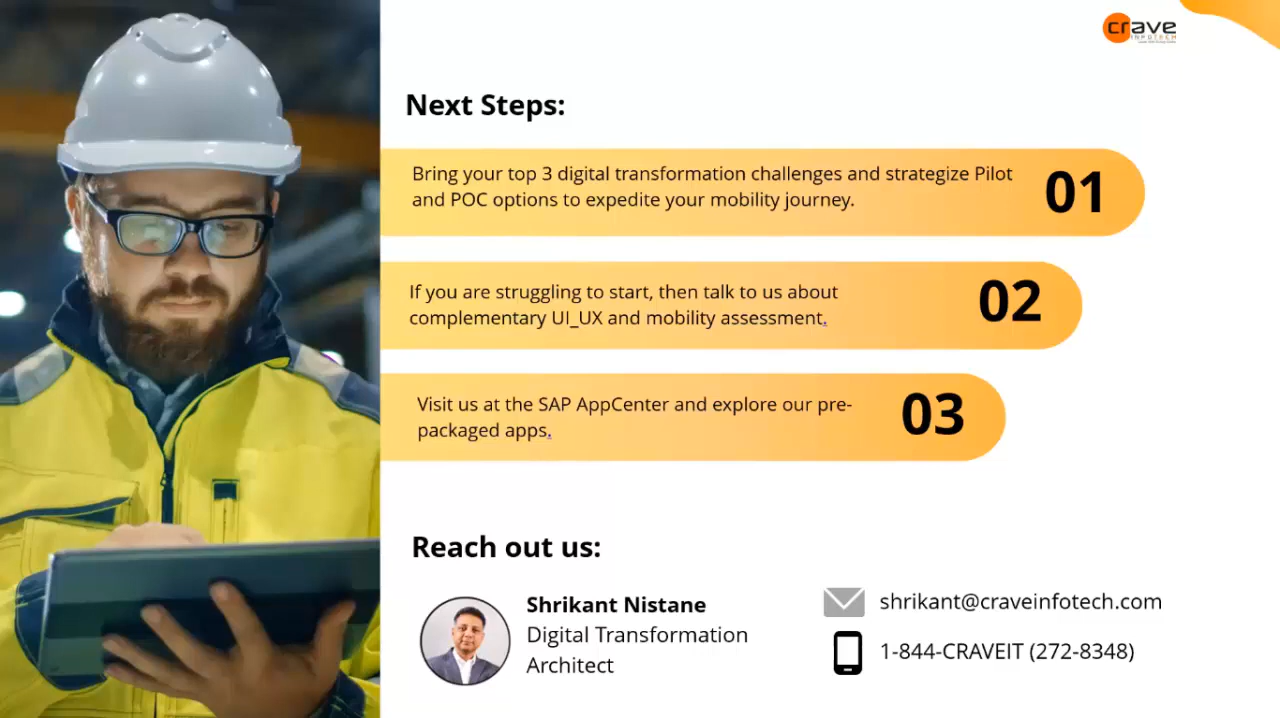 crave
INFOTECH
Next Steps:
Bring your top 3 digital transformation challenges and strategize Pilot
and POC options to expedite your mobility journey.
01
If you are struggling to start, then talk to us about
complementary UI_UX and mobility assessment.
02
Visit us at the SAP AppCenter and explore our pre-
packaged apps.
03
Reach out us:
Shrikant Nistane
Digital Transformation
Architect
shrikant@craveinfotech.com
1-844-CRAVEIT (272-8348)